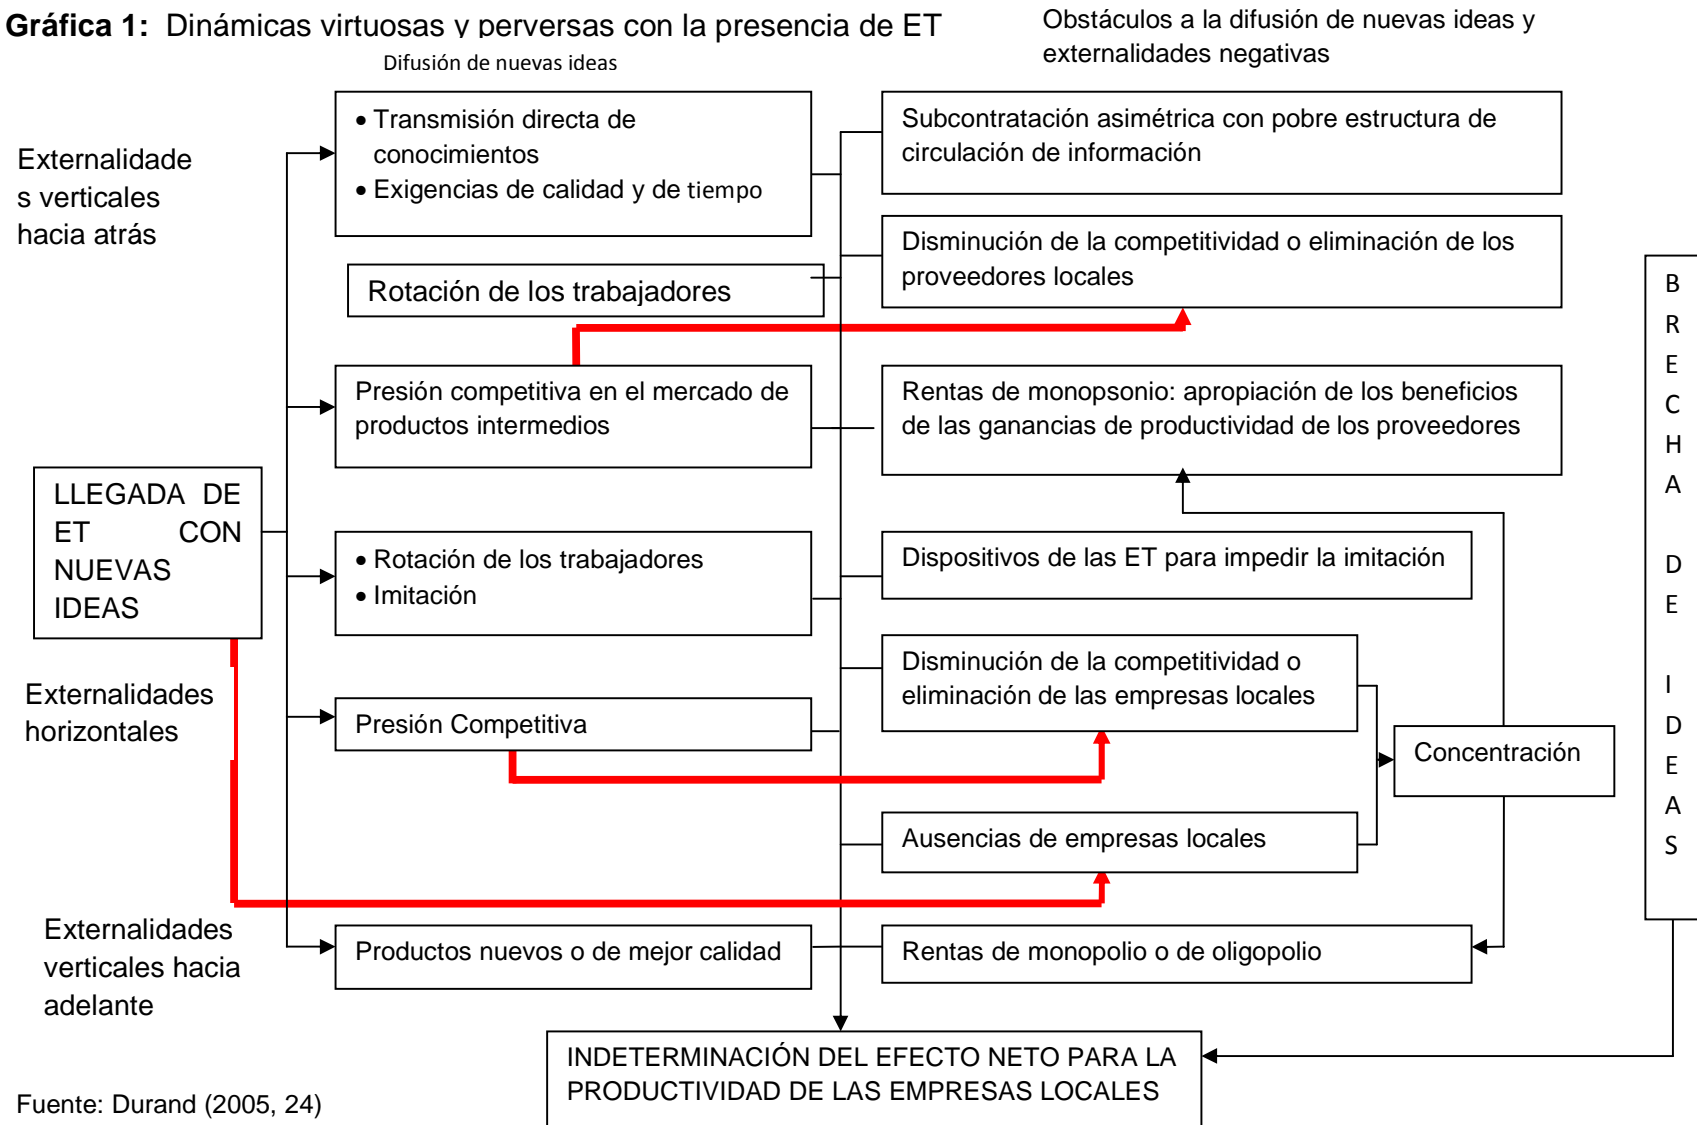 Gráfica 1: Dinámicas virtuosas y perversas con la presencia de ET
Obstáculos a la difusión de nuevas ideas y
externalidades negativas
Difusión de nuevas ideas
Externalidade
s verticales
hacia atrás
• Transmisión directa de
conocimientos
• Exigencias de calidad y de tiempo
Subcontratación asimétrica con pobre estructura de
circulación de información
Rotación de los trabajadores
Disminución de la competitividad o eliminación de los
proveedores locales
Presión competitiva en el mercado de
productos intermedios
Rentas de monopsonio: apropiación de los beneficios
de las ganancias de productividad de los proveedores
LLEGADA DE
ET CON
NUEVAS
IDEAS
• Rotación de los trabajadores
• Imitación
Dispositivos de las ET para impedir la imitación
Externalidades
horizontales
Presión Competitiva
Disminución de la competitividad o
eliminación de las empresas locales
Concentración
Ausencias de empresas locales
Externalidades
verticales hacia
adelante
Productos nuevos o de mejor calidad
Rentas de monopolio o de oligopolio
B
R
E
C
H
A
D
E
I
D
E
A
S
INDETERMINACIÓN DEL EFECTO NETO PARA LA
PRODUCTIVIDAD DE LAS EMPRESAS LOCALES
Fuente: Durand (2005, 24)